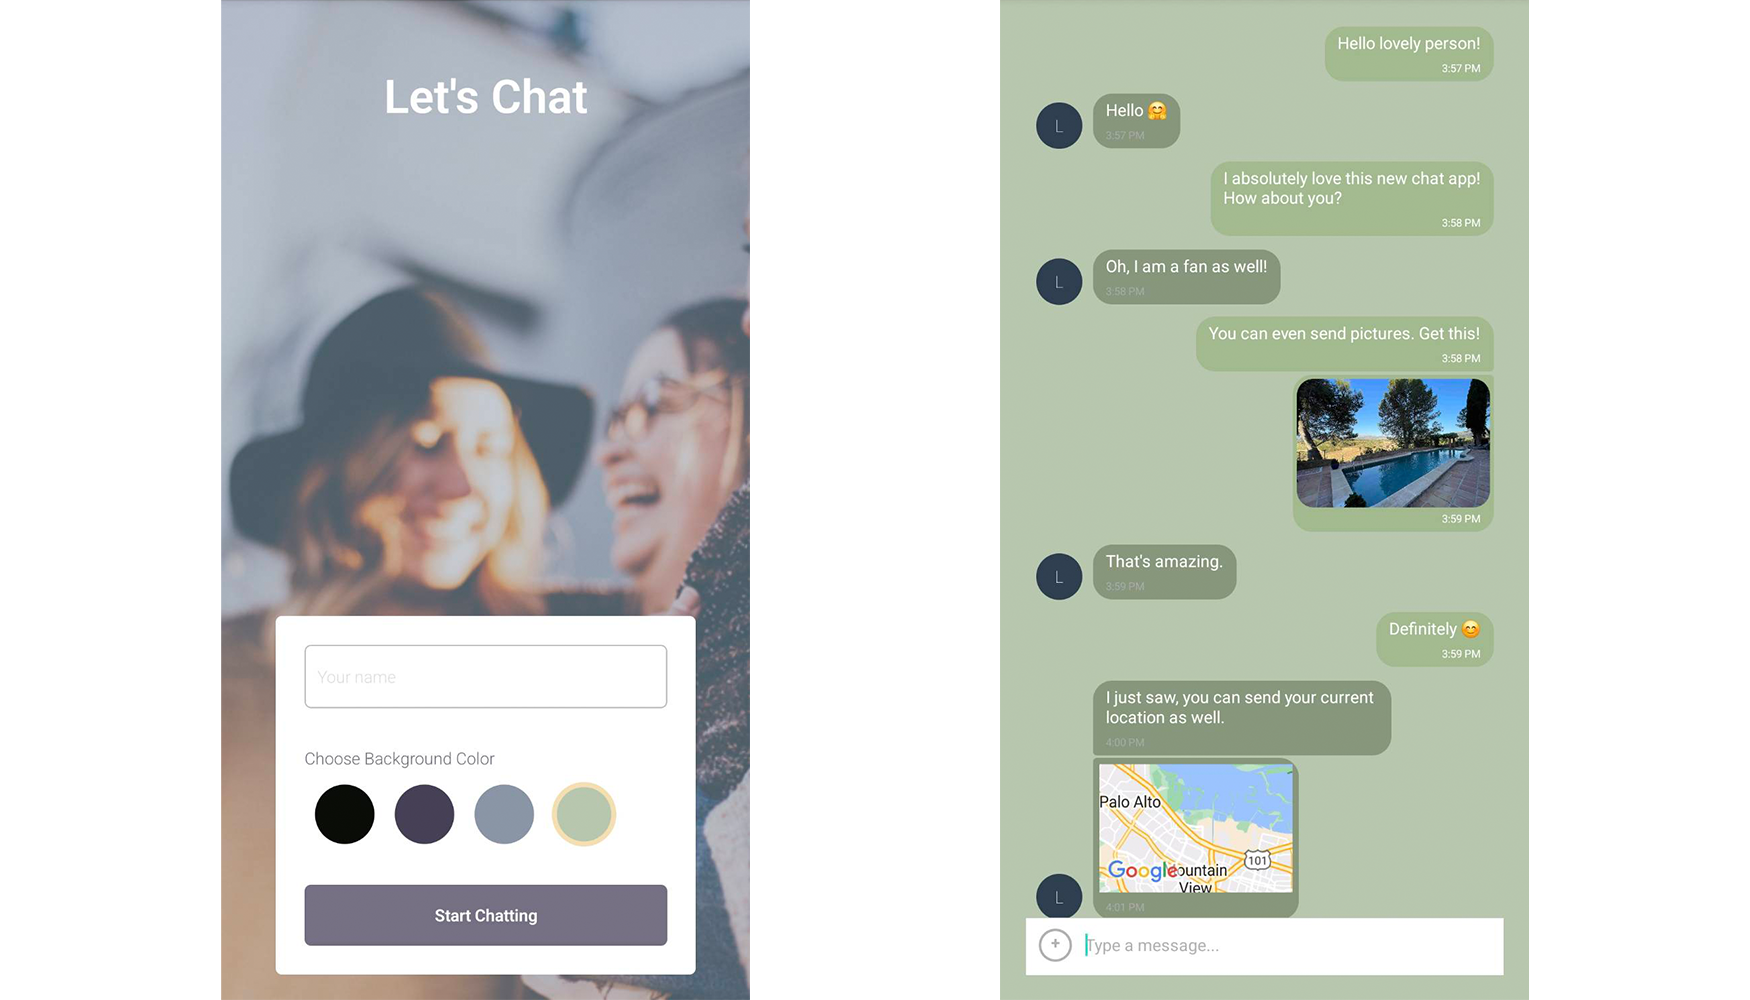 Let's Chat
Your name
Choose Background Color
Start Chatting
Hello lovely person!
3:57 PM
L
Hello 🤗
3:57 PM
I absolutely love this new chat app!
How about you?
3:58 PM
L
Oh, I am a fan as well!
3:58 PM
You can even send pictures. Get this!
3:58 PM
3:59 PM
L
That's amazing.
3:59 PM
Definitely 😊
3:59 PM
I just saw, you can send your current
location as well.
4:00 PM
Palo Alto
101
Google
ountain
View
L
4:01 PM
+
Type a message...